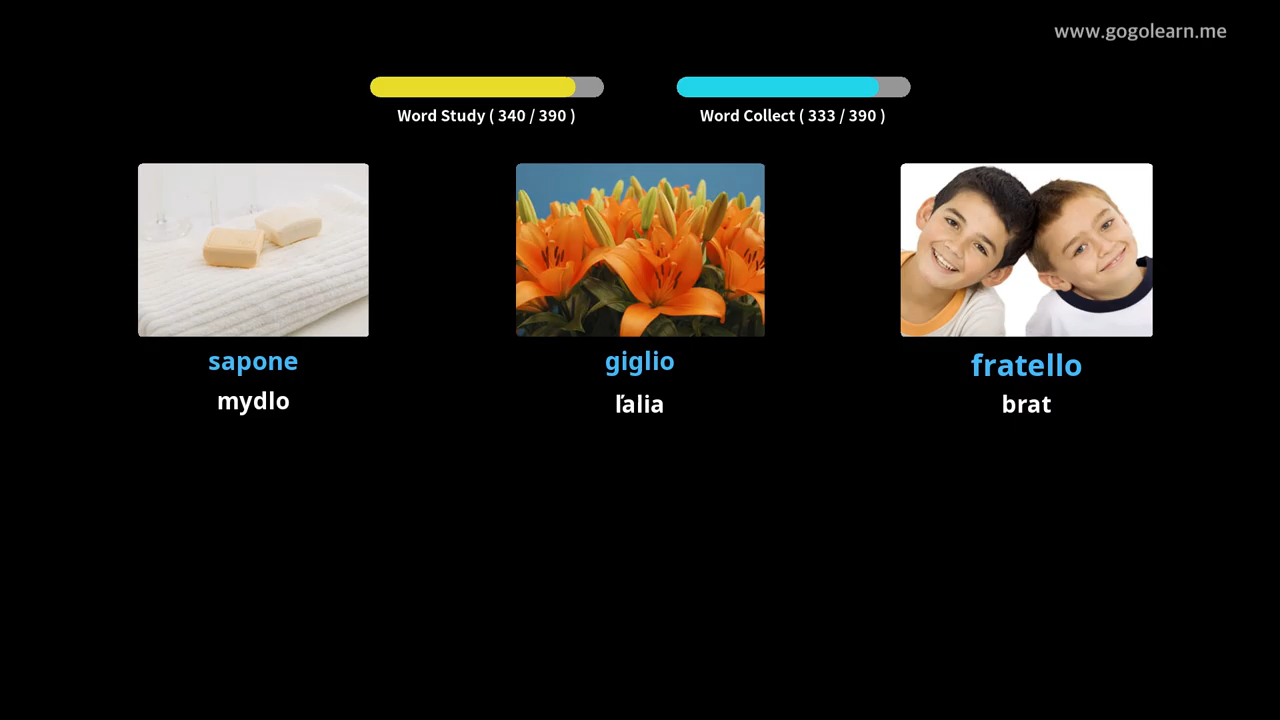 www.gogolearn.me
Word Study ( 340 / 390 )
Word Collect ( 333 / 390 )
sapone
giglio
fratello
mydlo
ľalia
brat